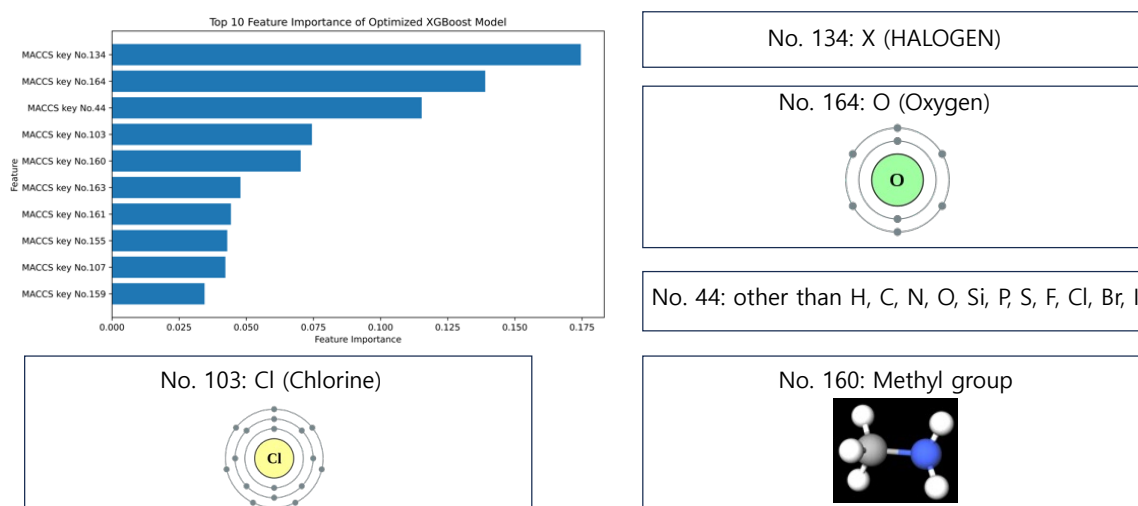 Top 10 Feature Importance of Optimized XGBoost Model
MACCS key No.134
MACCS key No.164
MACCS key No.44
MACCS key No.103
MACCS key No.160
MACCS key No.163
MACCS key No.161
MACCS key No.155
MACCS key No.107
MACCS key No.159
Feature
0.000 0.025 0.050 0.075 0.100 0.125 0.150 0.175
Feature Importance
No. 134: X (HALOGEN)
No. 164: O (Oxygen)
O
No. 44: other than H, C, N, O, Si, P, S, F, Cl, Br, I
No. 103: Cl (Chlorine)
Cl
No. 160: Methyl group